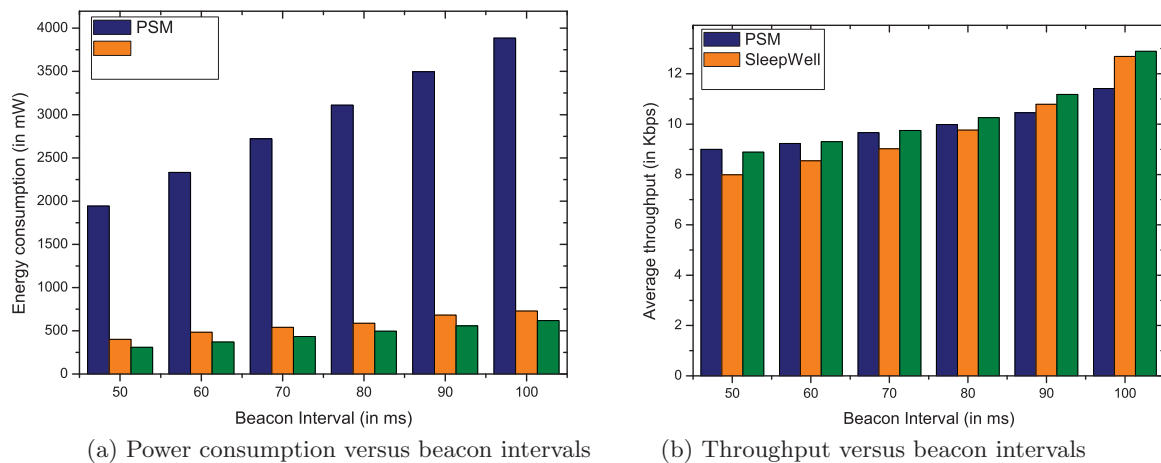 PSM
4000
3500
3000
2500
2000
1500
1000
500
0
Energy consumption (in mW)
50 60 70 80 90 100
Beacon Interval (in ms)
(a) Power consumption versus beacon intervals
PSM
SleepWell
12
10
8
6
4
2
0
Average throughput (in Kbps)
50 60 70 80 90 100
Beacon Interval (in ms)
(b) Throughput versus beacon intervals